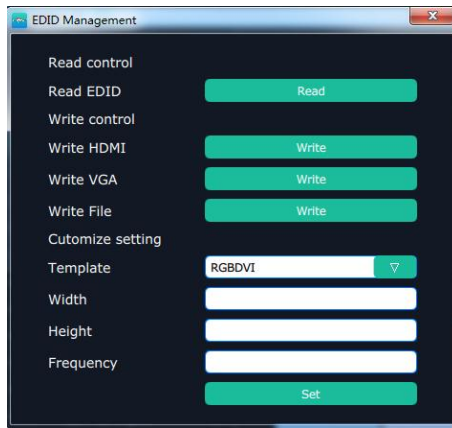 EDID Management
Read control
Read EDID Read
Write control
Write HDMI Write
Write VGA Write
Write File Write
Cutomize setting
Template RGBDVI
Width
Height
Frequency
Set